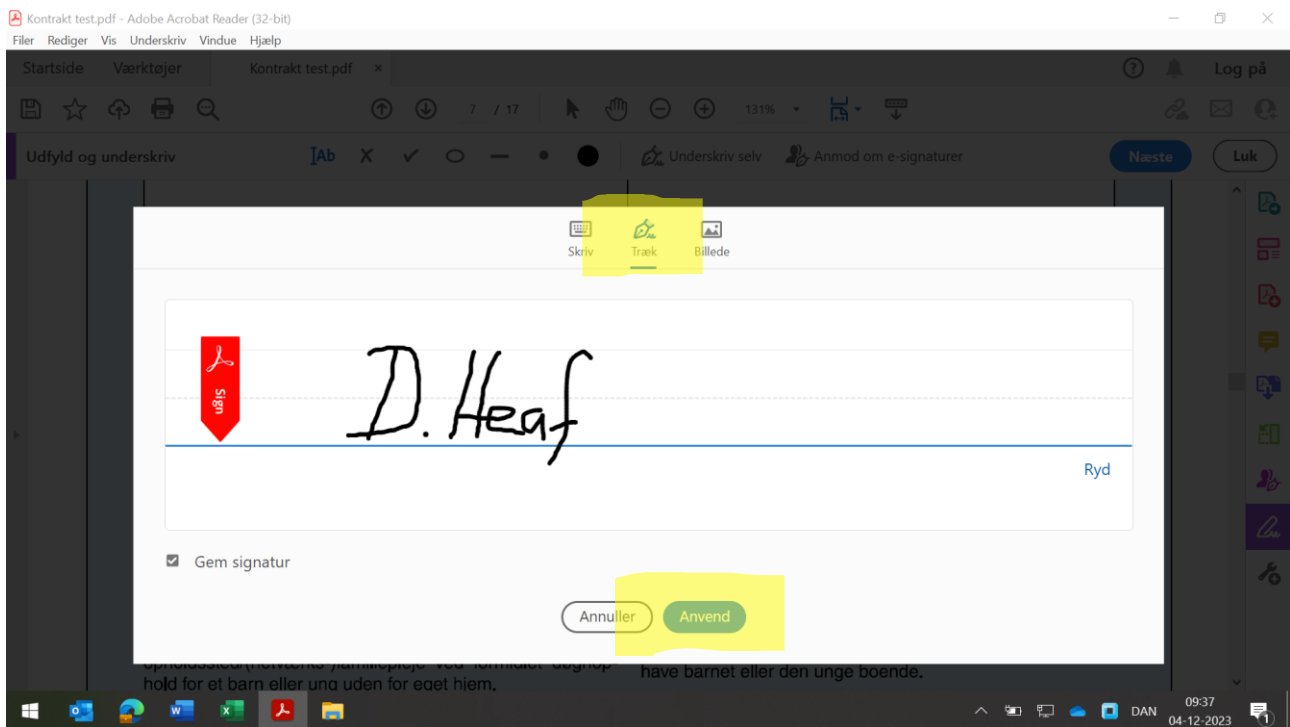 Kontrakt test.pdf - Adobe Acrobat Reader (32-bit)
Filer Rediger Vis Underskriv Vindue Hjælp
Startside Værktøjer Kontrakt test.pdf × Log på
7 / 17 131%
Udfyld og underskriv IAb Underskriv selv Anmod om e-signaturer Næste Luk
Skriv Træk Billede
Sign
D. Heaf
Ryd
Gem signatur
Annuller Anvend
have barnet eller den unge boende.
hold for et barn eller ung uden for eget hjem.
DAN 09:37
04-12-2023